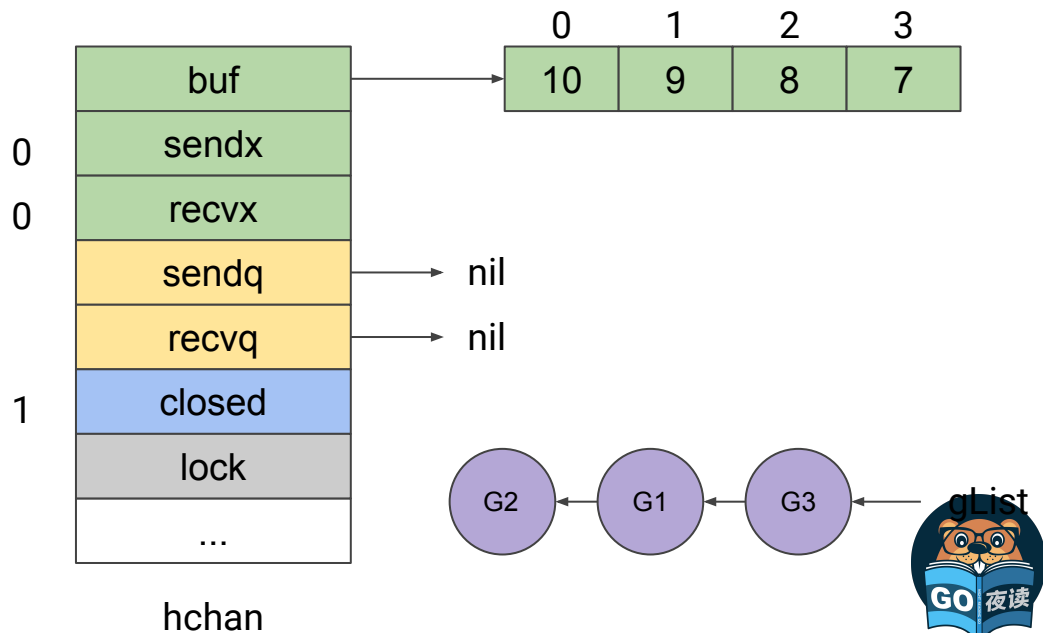 0 1 2 3
buf 10 9 8 7
0 sendx
0 recvx
sendq nil
recvq nil
1 closed
lock
G2 G1 G3 gList
...
GO 夜读
hchan